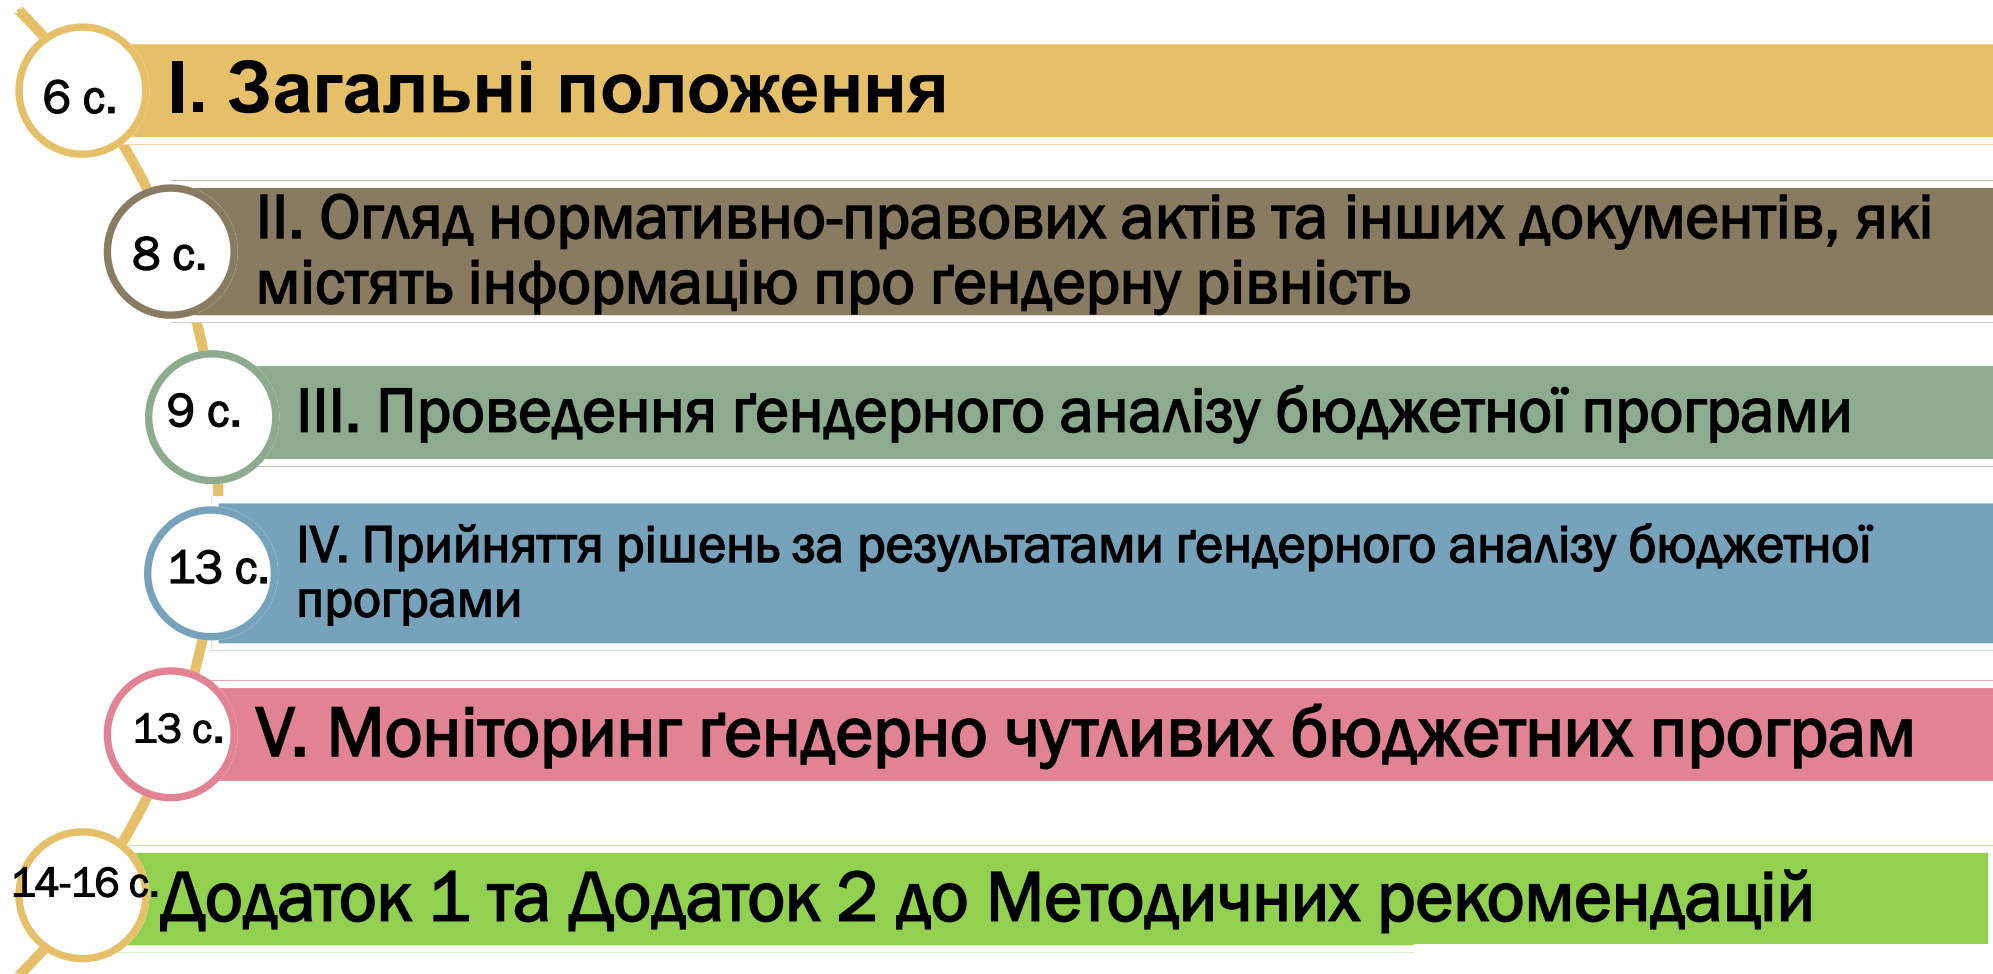 6 с.
I. Загальні положення
8 с.
II. Огляд нормативно-правових актів та інших документів, які
містять інформацію про ґендерну рівність
9 с.
III. Проведення ґендерного аналізу бюджетної програми
13 с.
IV. Прийняття рішень за результатами ґендерного аналізу бюджетної
програми
13 с.
V. Моніторинг ґендерно чутливих бюджетних програм
14-16 с.
Додаток 1 та Додаток 2 до Методичних рекомендацій